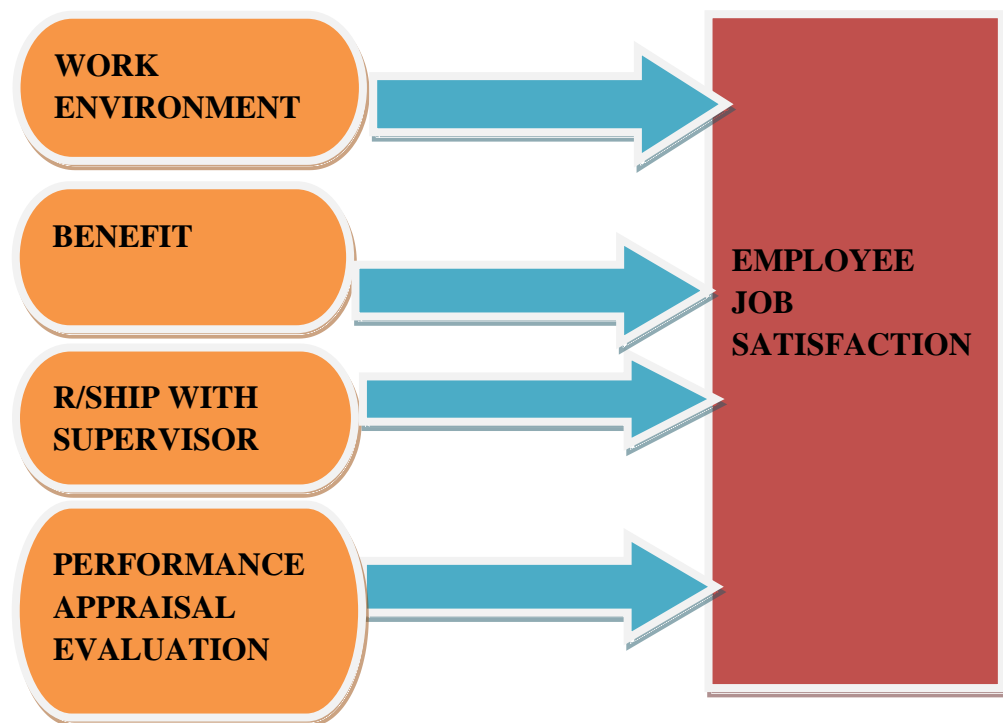 WORK
ENVIRONMENT
BENEFIT
R/SHIP WITH
SUPERVISOR
PERFORMANCE
APPRAISAL
EVALUATION
EMPLOYEE
JOB
SATISFACTION